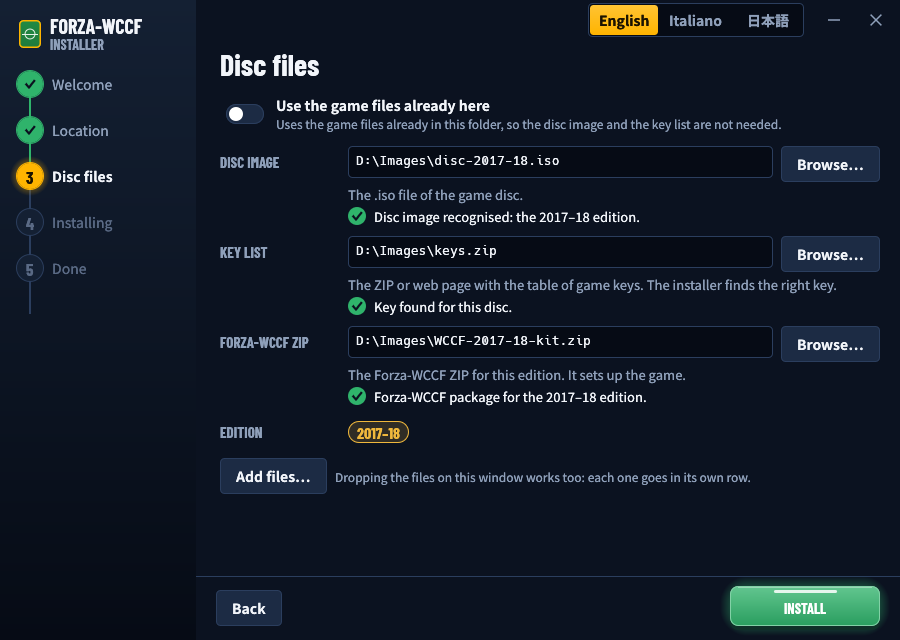 FORZA-WCCF
INSTALLER
English
Italiano
日本語
Welcome
Location
3
Disc files
4
Installing
5
Done
Disc files
Use the game files already here
Uses the game files already in this folder, so the disc image and the key list are not needed.
DISC IMAGE
D:\Images\disc-2017-18.iso
Browse...
The .iso file of the game disc.
Disc image recognised: the 2017–18 edition.
KEY LIST
D:\Images\keys.zip
Browse...
The ZIP or web page with the table of game keys. The installer finds the right key.
Key found for this disc.
FORZA-WCCF ZIP
D:\Images\WCCF-2017-18-kit.zip
Browse...
The Forza-WCCF ZIP for this edition. It sets up the game.
Forza-WCCF package for the 2017–18 edition.
EDITION
2017–18
Add files...
Dropping the files on this window works too: each one goes in its own row.
Back
INSTALL